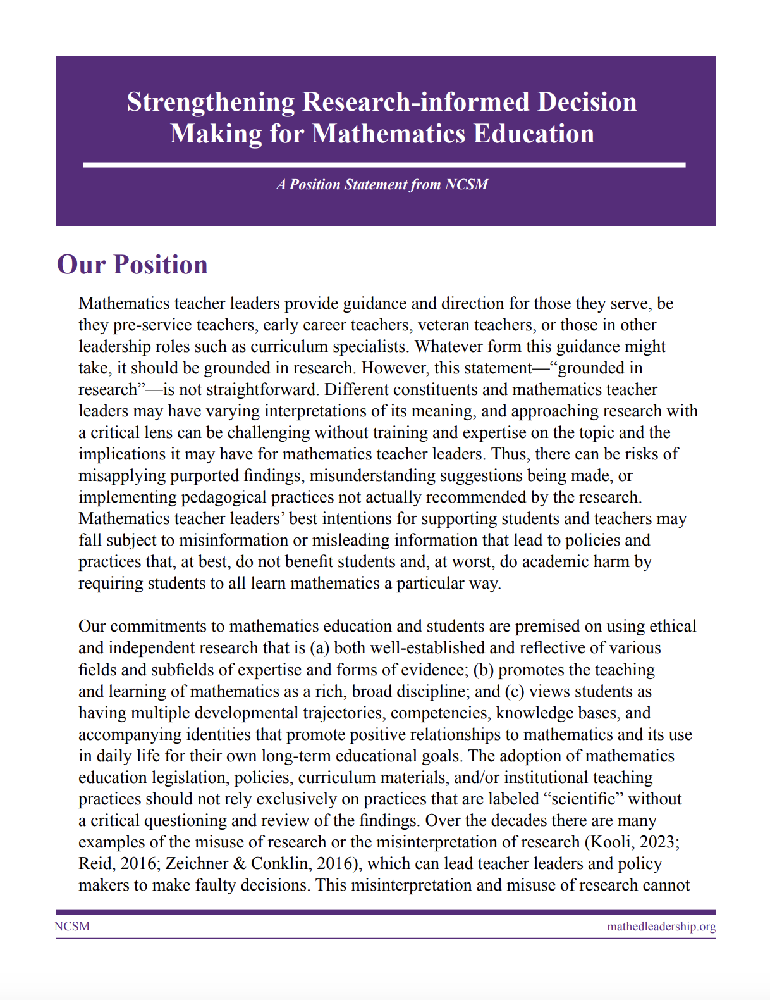 Strengthening Research-informed Decision
Making for Mathematics Education
A Position Statement from NCSM
Our Position
Mathematics teacher leaders provide guidance and direction for those they serve, be
they pre-service teachers, early career teachers, veteran teachers, or those in other
leadership roles such as curriculum specialists. Whatever form this guidance might
take, it should be grounded in research. However, this statement—“grounded in
research”—is not straightforward. Different constituents and mathematics teacher
leaders may have varying interpretations of its meaning, and approaching research with
a critical lens can be challenging without training and expertise on the topic and the
implications it may have for mathematics teacher leaders. Thus, there can be risks of
misapplying purported findings, misunderstanding suggestions being made, or
implementing pedagogical practices not actually recommended by the research.
Mathematics teacher leaders’ best intentions for supporting students and teachers may
fall subject to misinformation or misleading information that lead to policies and
practices that, at best, do not benefit students and, at worst, do academic harm by
requiring students to all learn mathematics a particular way.
Our commitments to mathematics education and students are premised on using ethical
and independent research that is (a) both well-established and reflective of various
fields and subfields of expertise and forms of evidence; (b) promotes the teaching
and learning of mathematics as a rich, broad discipline; and (c) views students as
having multiple developmental trajectories, competencies, knowledge bases, and
accompanying identities that promote positive relationships to mathematics and its use
in daily life for their own long-term educational goals. The adoption of mathematics
education legislation, policies, curriculum materials, and/or institutional teaching
practices should not rely exclusively on practices that are labeled “scientific” without
a critical questioning and review of the findings. Over the decades there are many
examples of the misuse of research or the misinterpretation of research (Kooli, 2023;
Reid, 2016; Zeichner & Conklin, 2016), which can lead teacher leaders and policy
makers to make faulty decisions. This misinterpretation and misuse of research cannot
NCSM
mathedleadership.org